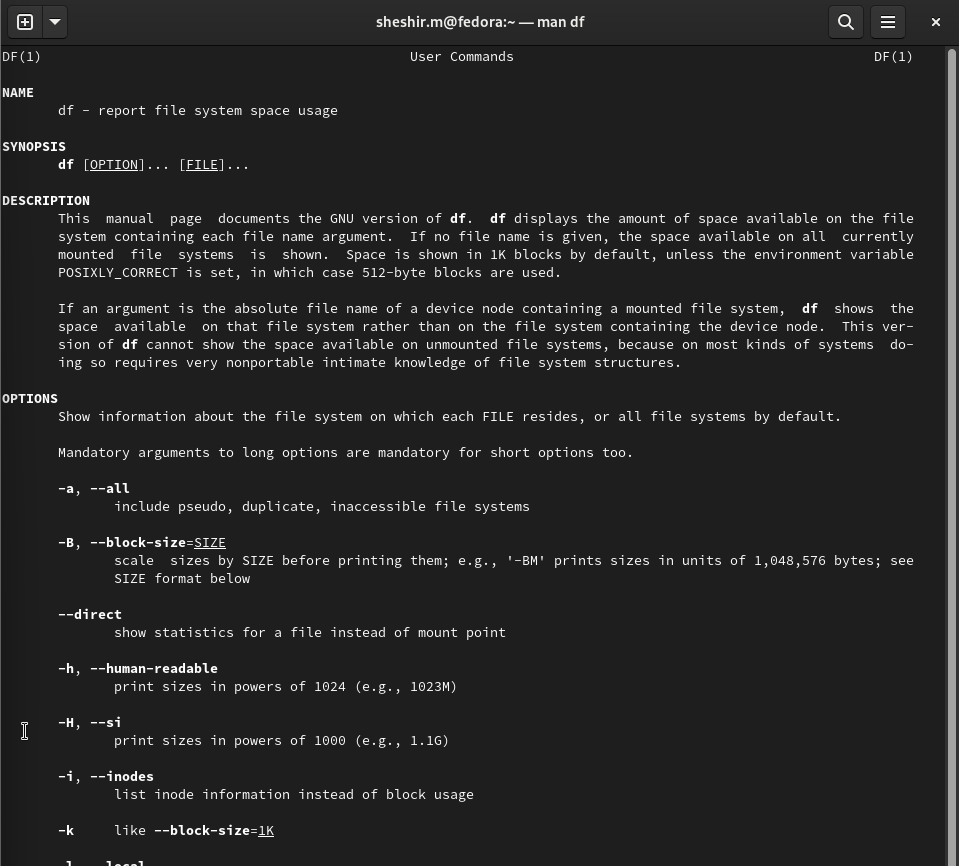 sheshir.m@fedora:~ — man df
DF(1) User Commands DF(1)
NAME
df - report file system space usage
SYNOPSIS
df [OPTION]... [FILE]...
DESCRIPTION
This manual page documents the GNU version of df. df displays the amount of space available on the file
system containing each file name argument. If no file name is given, the space available on all currently
mounted file systems is shown. Space is shown in 1K blocks by default, unless the environment variable
POSIXLY_CORRECT is set, in which case 512-byte blocks are used.
If an argument is the absolute file name of a device node containing a mounted file system, df shows the
space available on that file system rather than on the file system containing the device node. This ver-
sion of df cannot show the space available on unmounted file systems, because on most kinds of systems do-
ing so requires very nonportable intimate knowledge of file system structures.
OPTIONS
Show information about the file system on which each FILE resides, or all file systems by default.
Mandatory arguments to long options are mandatory for short options too.
-a, --all
include pseudo, duplicate, inaccessible file systems
-B, --block-size=SIZE
scale sizes by SIZE before printing them; e.g., '-BM' prints sizes in units of 1,048,576 bytes; see
SIZE format below
--direct
show statistics for a file instead of mount point
-h, --human-readable
print sizes in powers of 1024 (e.g., 1023M)
-H, --si
print sizes in powers of 1000 (e.g., 1.1G)
-i, --inodes
list inode information instead of block usage
-k like --block-size=1K